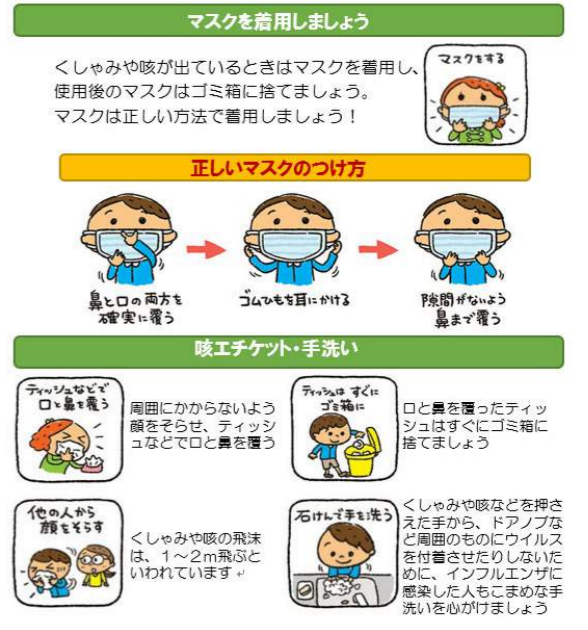 マスクを着用しましょう
くしゃみや咳が出ているときはマスクを着用し、
使用後のマスクはゴミ箱に捨てましょう。
マスクは正しい方法で着用しましょう！
マスクをする
正しいマスクのつけ方
鼻と口の両方を
確実に覆う
ゴムひもを耳にかける
隙間がないよう
鼻まで覆う
咳エチケット・手洗い
ティッシュなどで
口と鼻を覆う
周囲にかからないよう
顔をそらせ、ティッシ
ュなどで口と鼻を覆う
ティッシュは すぐに
ゴミ箱に
口と鼻を覆ったティッ
シュはすぐにゴミ箱に
捨てましょう
他の人から
顔をそらす
くしゃみや咳の飛沫
は、１～２ｍ飛ぶと
いわれています
石けんで手を洗う
くしゃみや咳などを押さ
えた手から、ドアノブな
ど周囲のものにウイルス
を付着させたりしないた
めに、インフルエンザに
感染した人もこまめな手
洗いを心がけましょう